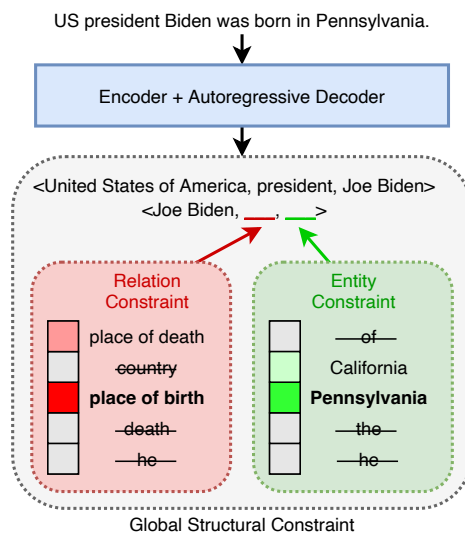 US president Biden was born in Pennsylvania.
Encoder + Autoregressive Decoder
<United States of America, president, Joe Biden>
<Joe Biden, ___, ___>
Relation
Constraint
place of death
country
place of birth
death
he
Entity
Constraint
of
California
Pennsylvania
the
he
Global Structural Constraint